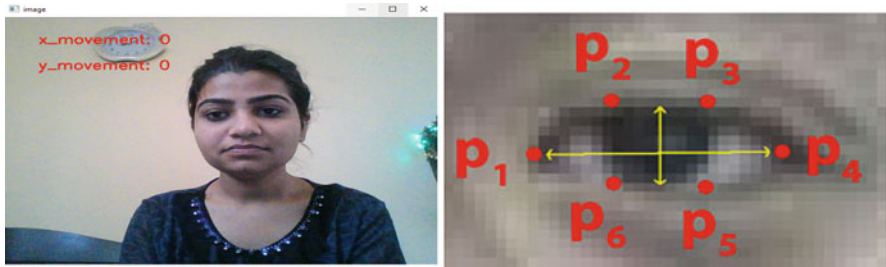 image
x_movement: 0
y_movement: 0
p2 p3
p1 p4
p6 p5